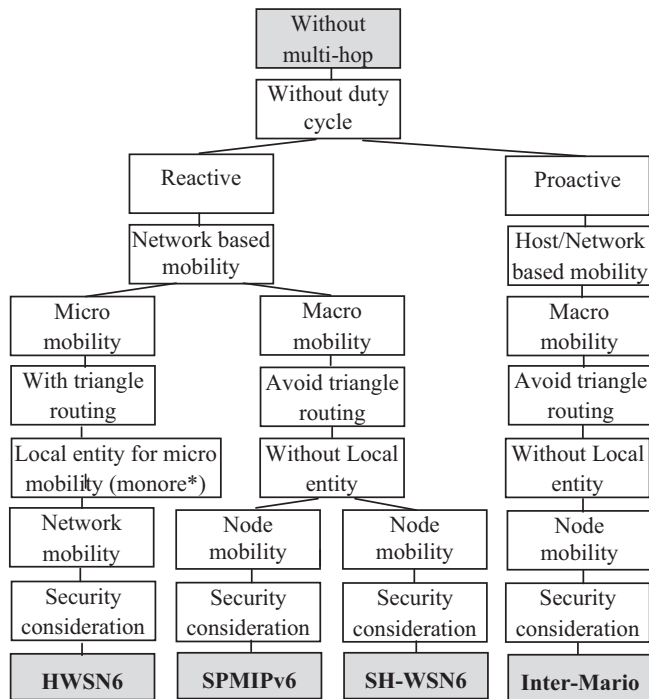 Without
multi-hop
Without duty
cycle
Reactive
Proactive
Network based
mobility
Host/Network
based mobility
Micro
mobility
Macro
mobility
Macro
mobility
With triangle
routing
Avoid triangle
routing
Avoid triangle
routing
Local entity for micro
mobility (monore*)
Without Local
entity
Without Local
entity
Network
mobility
Node
mobility
Node
mobility
Node
mobility
Security
consideration
Security
consideration
Security
consideration
Security
consideration
HWSN6
SPMIPv6
SH-WSN6
Inter-Mario